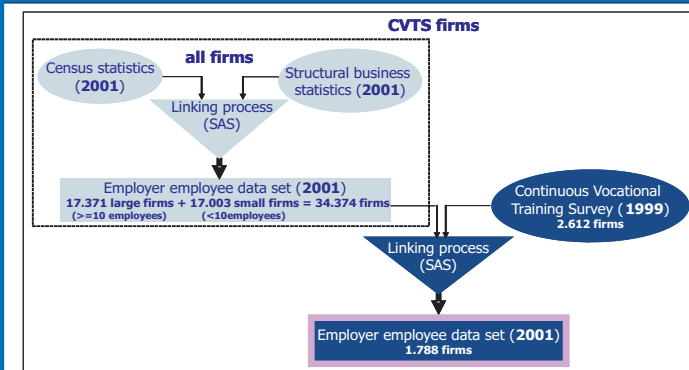 CVTS firms
all firms
Census statistics
(2001)
Structural business
statistics (2001)
Linking process
(SAS)
Employer employee data set (2001)
17.371 large firms + 17.003 small firms = 34.374 firms
(>=10 employees) (<10employees)
Continuous Vocational
Training Survey (1999)
2.612 firms
Linking process
(SAS)
Employer employee data set (2001)
1.788 firms